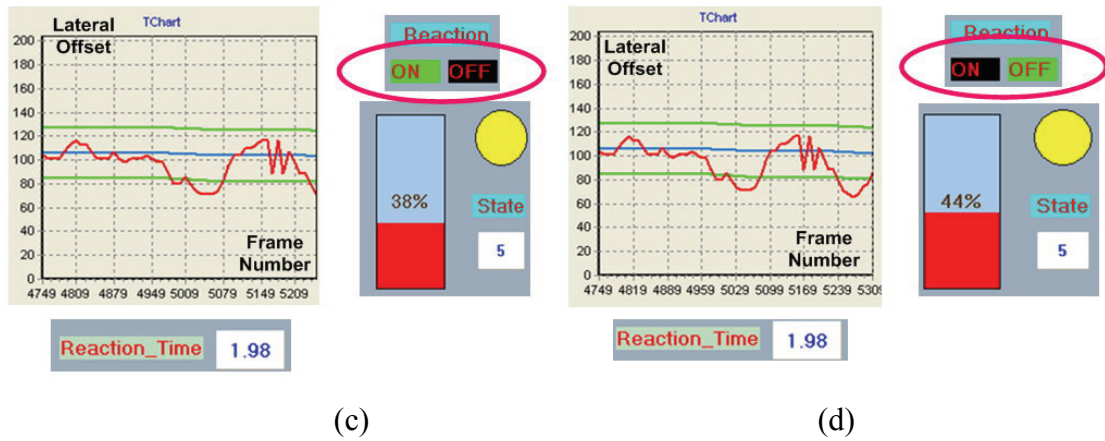 Lateral
Offset
TChart
200
180
160
140
120
100
80
60
40
20
0
Frame
Number
4749 4809 4879 4949 5009 5079 5149 5209
Reaction
ON OFF
38%
State
5
Reaction_Time 1.98
(c)
TChart
Lateral
Offset
200
180
160
140
120
100
80
60
40
20
0
Frame
Number
4749 4819 4889 4959 5029 5099 5169 5239 5309
Reaction
ON OFF
44%
State
5
Reaction_Time 1.98
(d)